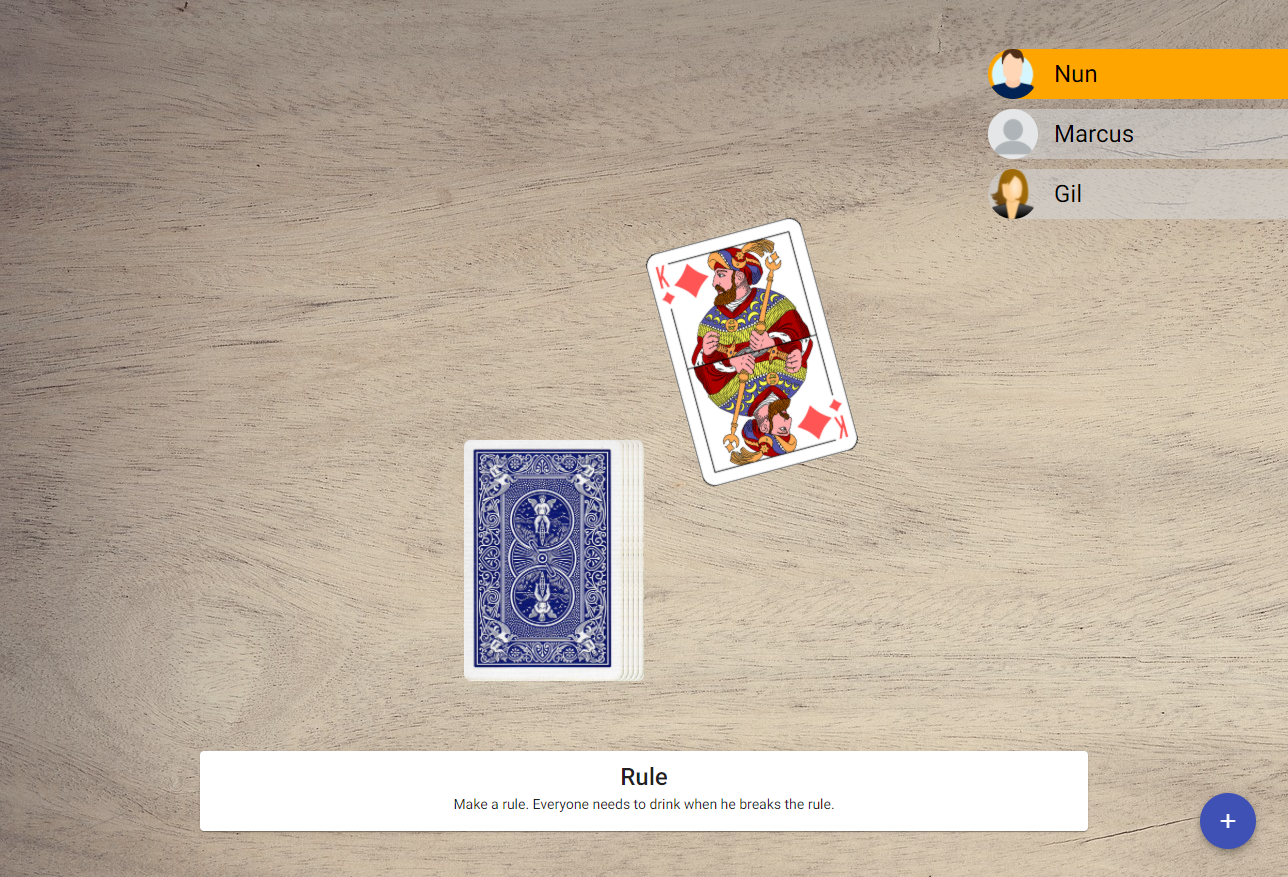 Nun
Marcus
Gil
K
K
Rule
Make a rule. Everyone needs to drink when he breaks the rule.
+